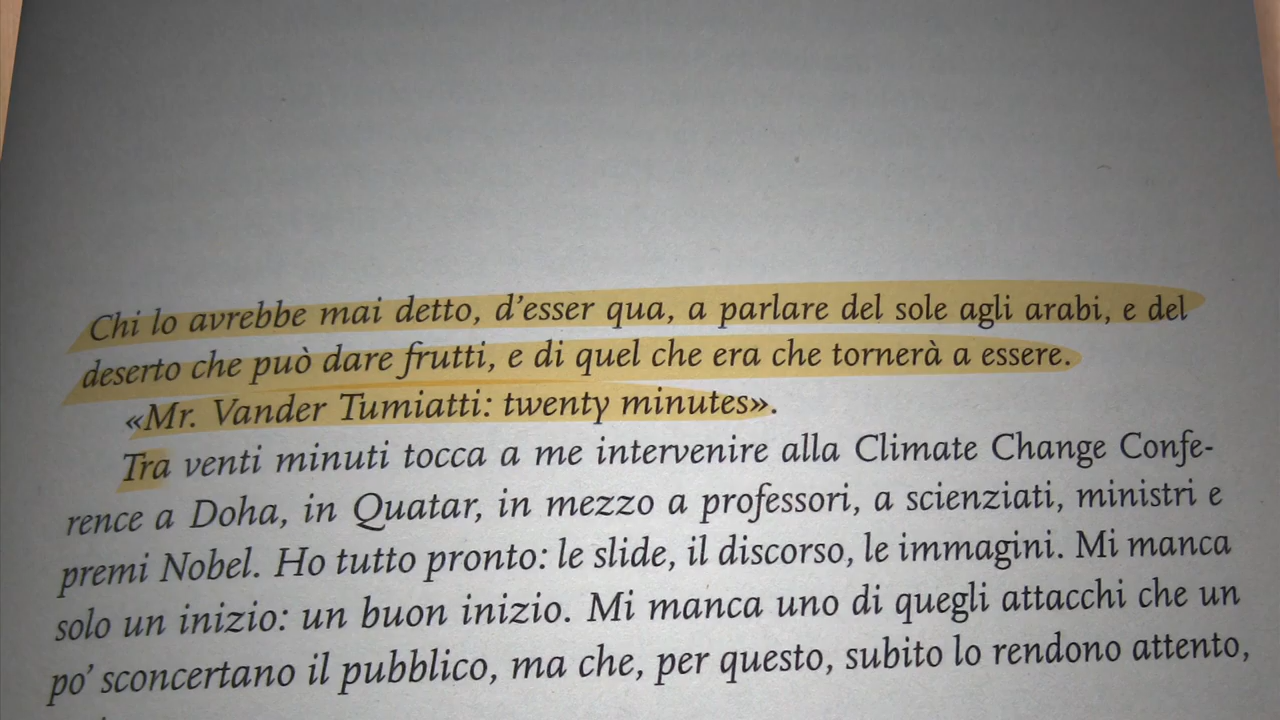 Chi lo avrebbe mai detto, d'esser qua, a parlare del sole agli arabi, e del
deserto che può dare frutti, e di quel che era che tornerà a essere.
«Mr. Vander Tumiatti: twenty minutes».
Tra venti minuti tocca a me intervenire alla Climate Change Confe-
rence a Doha, in Quatar, in mezzo a professori, a scienziati, ministri e
premi Nobel. Ho tutto pronto: le slide, il discorso, le immagini. Mi manca
solo un inizio: un buon inizio. Mi manca uno di quegli attacchi che un
po' sconcertano il pubblico, ma che, per questo, subito lo rendono attento,